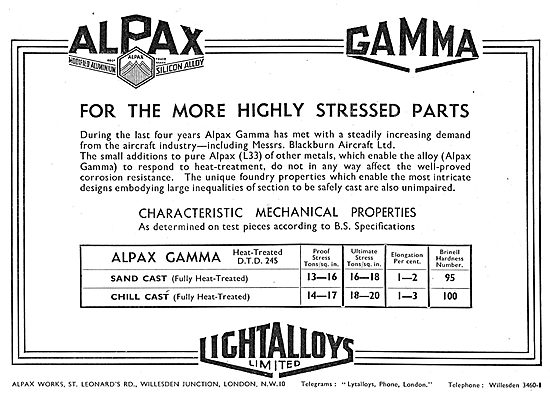 ALPAX GAMMA
MODIFIED ALUMINIUM ALPAX SILICON ALLOY
FOR THE MORE HIGHLY STRESSED PARTS
During the last four years Alpax Gamma has met with a steadily increasing demand
from the aircraft industry—including Messrs. Blackburn Aircraft Ltd.
The small additions to pure Alpax (L33) of other metals, which enable the alloy (Alpax
Gamma) to respond to heat-treatment, do not in any way affect the well-proved
corrosion resistance. The unique foundry properties which enable the most intricate
designs embodying large inequalities of section to be safely cast are also unimpaired.
CHARACTERISTIC MECHANICAL PROPERTIES
As determined on test pieces according to B.S. Specifications
ALPAX GAMMA Heat-Treated D.T.D. 245 Proof Stress Tons/sq. in. Ultimate Stress Tons/sq. in. Elongation Per cent. Brinell Hardness Number.
SAND CAST (Fully Heat-Treated) 13—16 16—18 1—2 95
CHILL CAST (Fully Heat-Treated) 14—17 18—20 1—3 100
LIGHTALLOYS
LIMITED
ALPAX WORKS, ST. LEONARD'S RD., WILLESDEN JUNCTION, LONDON, N.W.10 Telegrams: "Lytalloys, Phone, London." Telephone: Willesden 3460-1